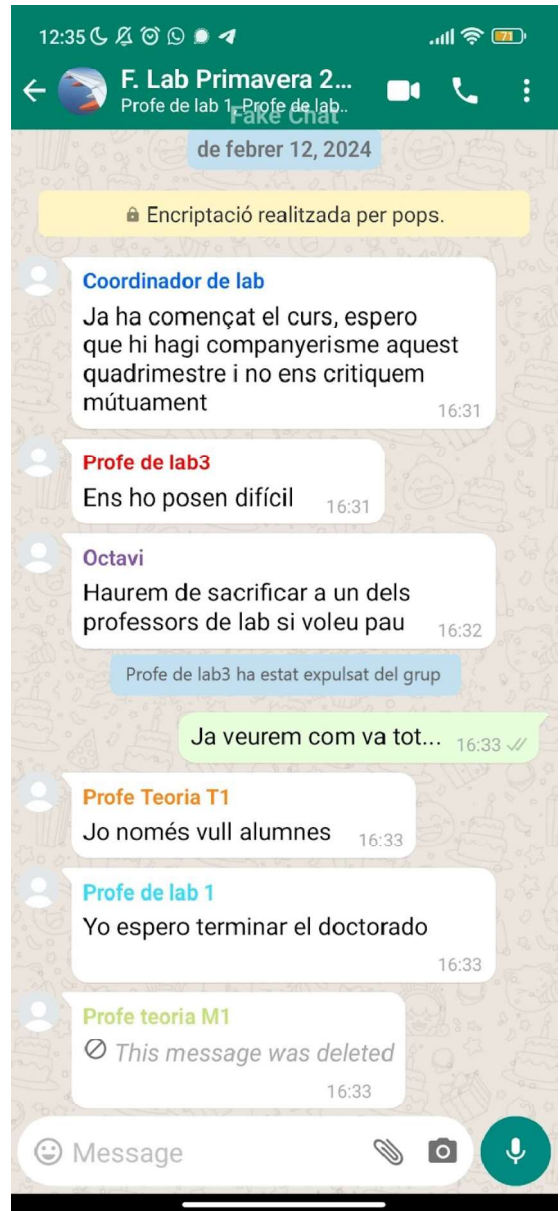 12:35
71
F. Lab Primavera 2...
Profe de lab 1, Profe de lab..
Fake Chat
de febrer 12, 2024
Encriptació realitzada per pops.
Coordinador de lab
Ja ha començat el curs, espero
que hi hagi companyerisme aquest
quadrimestre i no ens critiquem
mútuament
16:31
Profe de lab3
Ens ho posen difícil
16:31
Octavi
Haurem de sacrificar a un dels
professors de lab si voleu pau
16:32
Profe de lab3 ha estat expulsat del grup
Ja veurem com va tot...
16:33
Profe Teoria T1
Jo només vull alumnes
16:33
Profe de lab 1
Yo espero terminar el doctorado
16:33
Profe teoria M1
This message was deleted
16:33
Message